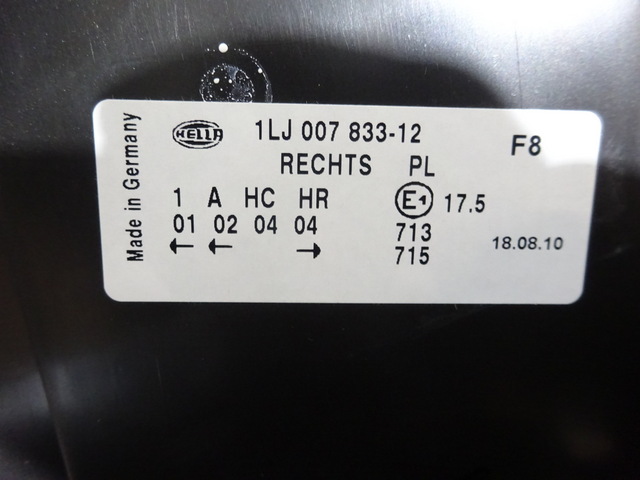 Made in Germany
HELLA 1LJ 007 833-12 F8
RECHTS PL
1 A HC HR E1 17.5
01 02 04 04 713
← ← → 715
18.08.10